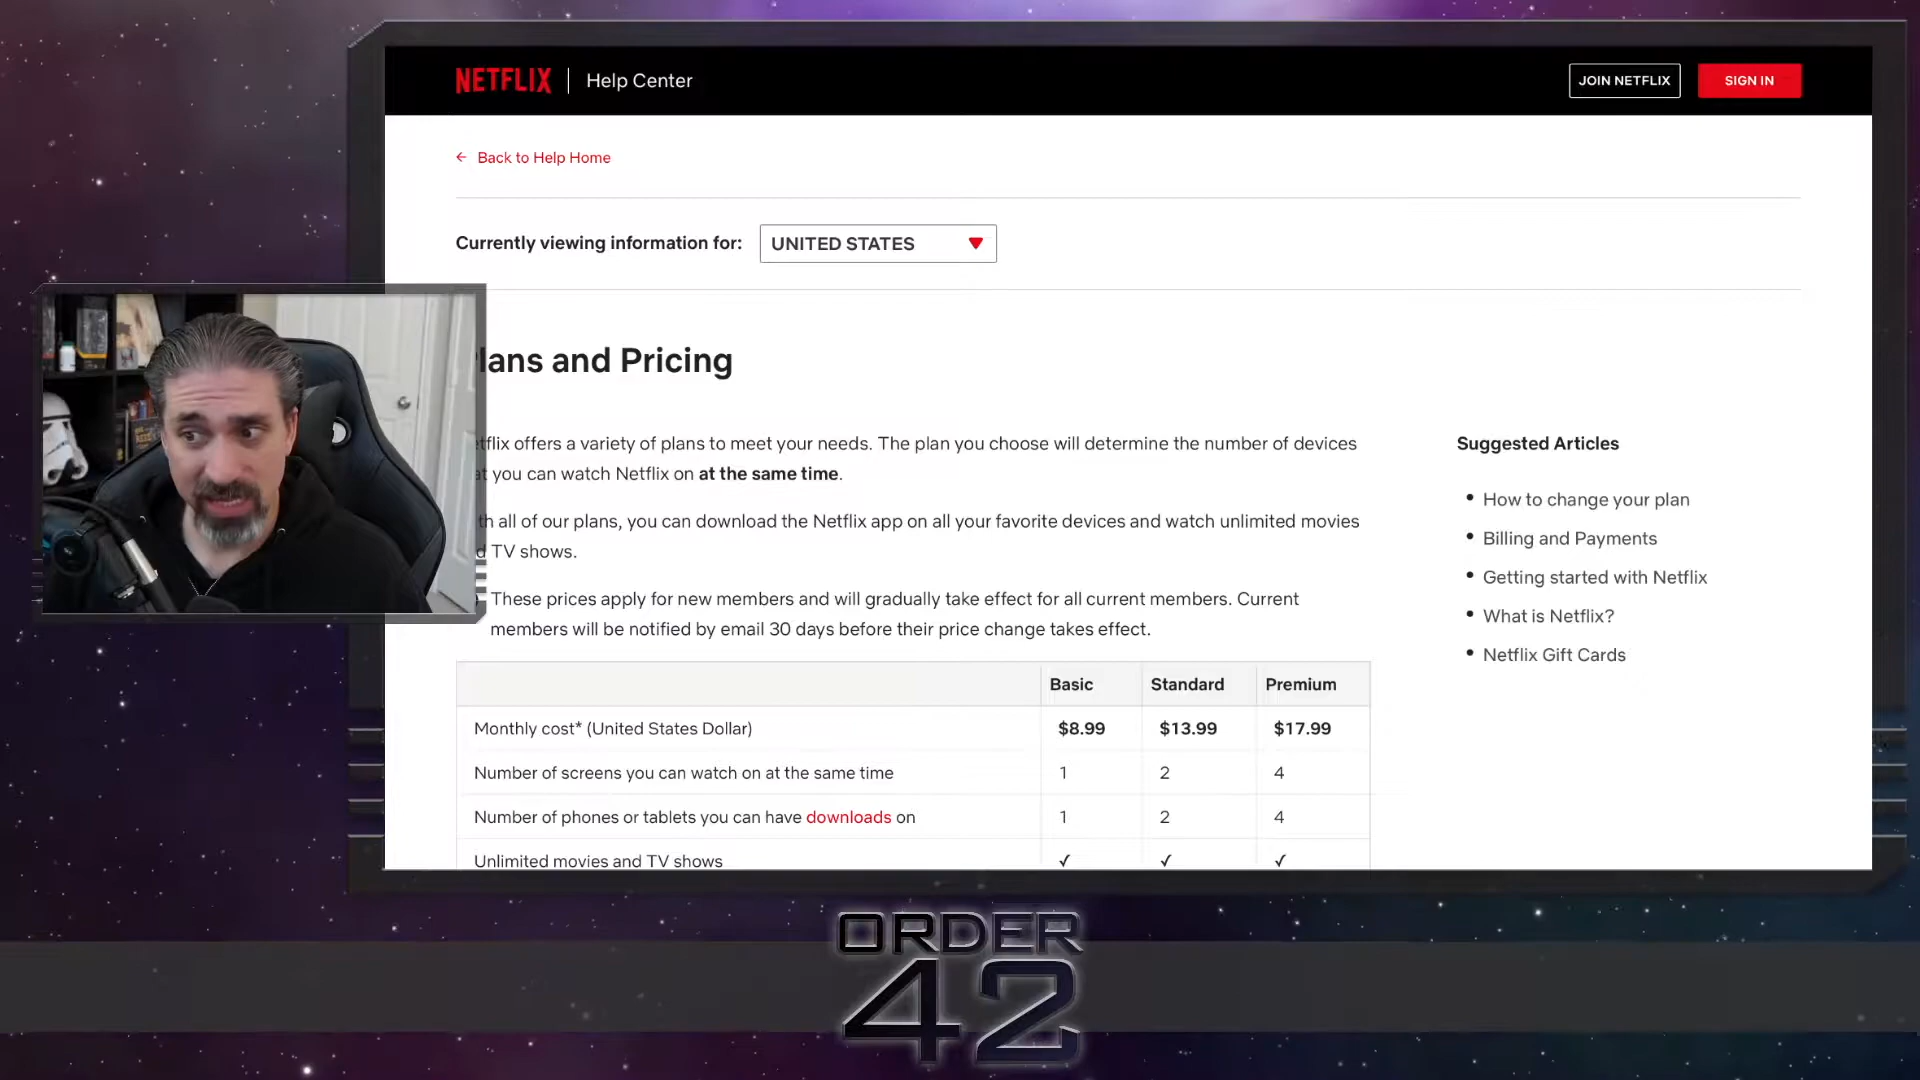 NETFLIX Help Center JOIN NETFLIX SIGN IN
← Back to Help Home
Currently viewing information for: UNITED STATES
lans and Pricing
etflix offers a variety of plans to meet your needs. The plan you choose will determine the number of devices
at you can watch Netflix on at the same time.
th all of our plans, you can download the Netflix app on all your favorite devices and watch unlimited movies
d TV shows.
These prices apply for new members and will gradually take effect for all current members. Current
members will be notified by email 30 days before their price change takes effect.
Basic Standard Premium
Monthly cost* (United States Dollar) $8.99 $13.99 $17.99
Number of screens you can watch on at the same time 1 2 4
Number of phones or tablets you can have downloads on 1 2 4
Unlimited movies and TV shows ✓ ✓ ✓
Suggested Articles
• How to change your plan
• Billing and Payments
• Getting started with Netflix
• What is Netflix?
• Netflix Gift Cards
ORDER
42